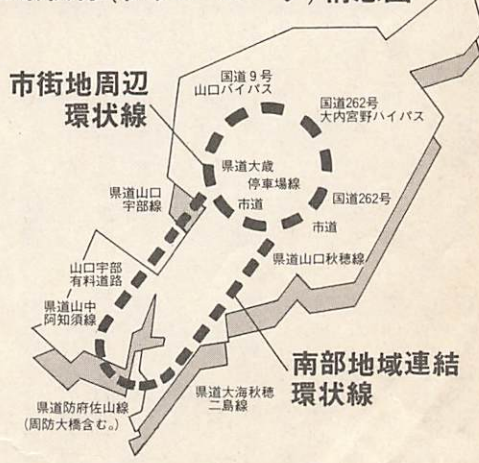 構想図
市街地周辺
環状線
国道9号
山口バイパス
国道262号
大内宮野ハイパス
県道大歳
停車場線
市道
国道262号
市道
県道山口
宇部線
県道山口秋穂線
山口宇部
有料道路
県道山中
阿知須線
南部地域連結
環状線
県道大海秋穂
二島線
県道防府佐山線
(周防大橋含む。)